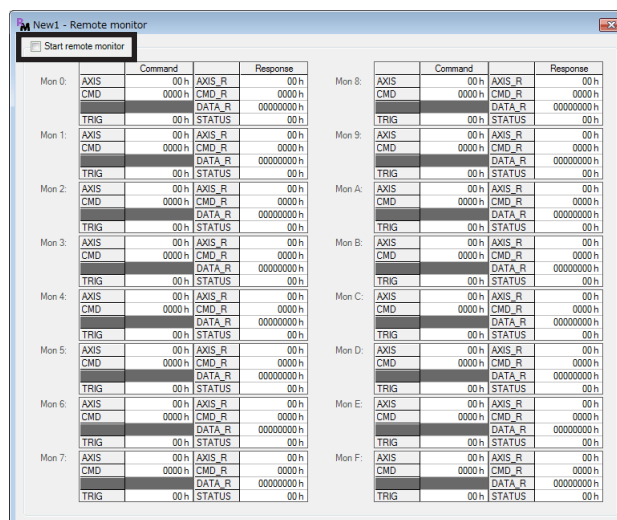 New1 - Remote monitor
Start remote monitor
Command Response Command Response
Mon 0: AXIS 00 h AXIS_R 00 h Mon 8: AXIS 00 h AXIS_R 00 h
CMD 0000 h CMD_R 0000 h CMD 0000 h CMD_R 0000 h
DATA_R 00000000 h DATA_R 00000000 h
TRIG 00 h STATUS 00 h TRIG 00 h STATUS 00 h
Mon 1: AXIS 00 h AXIS_R 00 h Mon 9: AXIS 00 h AXIS_R 00 h
CMD 0000 h CMD_R 0000 h CMD 0000 h CMD_R 0000 h
DATA_R 00000000 h DATA_R 00000000 h
TRIG 00 h STATUS 00 h TRIG 00 h STATUS 00 h
Mon 2: AXIS 00 h AXIS_R 00 h Mon A: AXIS 00 h AXIS_R 00 h
CMD 0000 h CMD_R 0000 h CMD 0000 h CMD_R 0000 h
DATA_R 00000000 h DATA_R 00000000 h
TRIG 00 h STATUS 00 h TRIG 00 h STATUS 00 h
Mon 3: AXIS 00 h AXIS_R 00 h Mon B: AXIS 00 h AXIS_R 00 h
CMD 0000 h CMD_R 0000 h CMD 0000 h CMD_R 0000 h
DATA_R 00000000 h DATA_R 00000000 h
TRIG 00 h STATUS 00 h TRIG 00 h STATUS 00 h
Mon 4: AXIS 00 h AXIS_R 00 h Mon C: AXIS 00 h AXIS_R 00 h
CMD 0000 h CMD_R 0000 h CMD 0000 h CMD_R 0000 h
DATA_R 00000000 h DATA_R 00000000 h
TRIG 00 h STATUS 00 h TRIG 00 h STATUS 00 h
Mon 5: AXIS 00 h AXIS_R 00 h Mon D: AXIS 00 h AXIS_R 00 h
CMD 0000 h CMD_R 0000 h CMD 0000 h CMD_R 0000 h
DATA_R 00000000 h DATA_R 00000000 h
TRIG 00 h STATUS 00 h TRIG 00 h STATUS 00 h
Mon 6: AXIS 00 h AXIS_R 00 h Mon E: AXIS 00 h AXIS_R 00 h
CMD 0000 h CMD_R 0000 h CMD 0000 h CMD_R 0000 h
DATA_R 00000000 h DATA_R 00000000 h
TRIG 00 h STATUS 00 h TRIG 00 h STATUS 00 h
Mon 7: AXIS 00 h AXIS_R 00 h Mon F: AXIS 00 h AXIS_R 00 h
CMD 0000 h CMD_R 0000 h CMD 0000 h CMD_R 0000 h
DATA_R 00000000 h DATA_R 00000000 h
TRIG 00 h STATUS 00 h TRIG 00 h STATUS 00 h